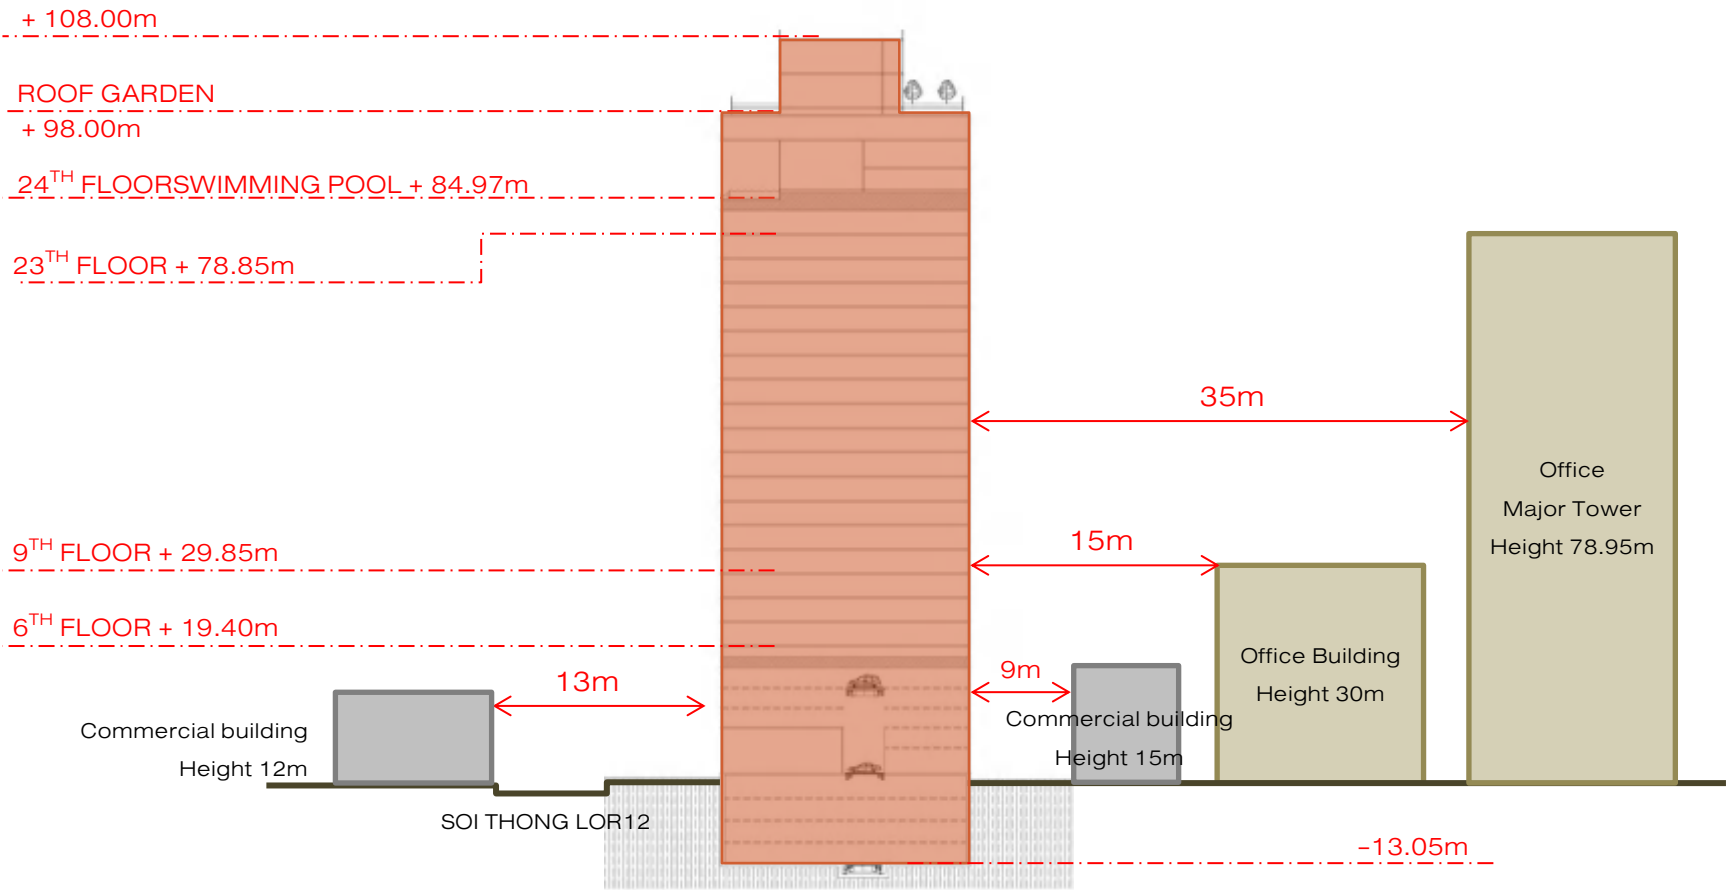 + 108.00m
ROOF GARDEN
+ 98.00m
24TH FLOORSWIMMING POOL + 84.97m
23TH FLOOR + 78.85m
35m
Office
Major Tower
Height 78.95m
9TH FLOOR + 29.85m
15m
6TH FLOOR + 19.40m
Office Building
Height 30m
13m
9m
Commercial building
Height 12m
Commercial building
Height 15m
SOI THONG LOR12
-13.05m